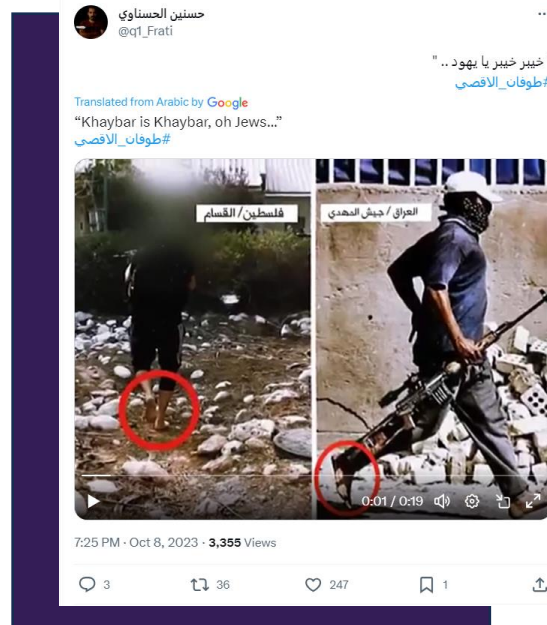 حسنين الحسناوي
@q1_Frati
خيبر خيبر يا يهود .. "
#طوفان_الاقصي
Translated from Arabic by Google
“Khaybar is Khaybar, oh Jews...”
#طوفان_الاقصي
فلسطين/ القسام
العراق/ جيش المهدي
0:01 / 0:19
7:25 PM · Oct 8, 2023 · 3,355 Views
3 36 247 1